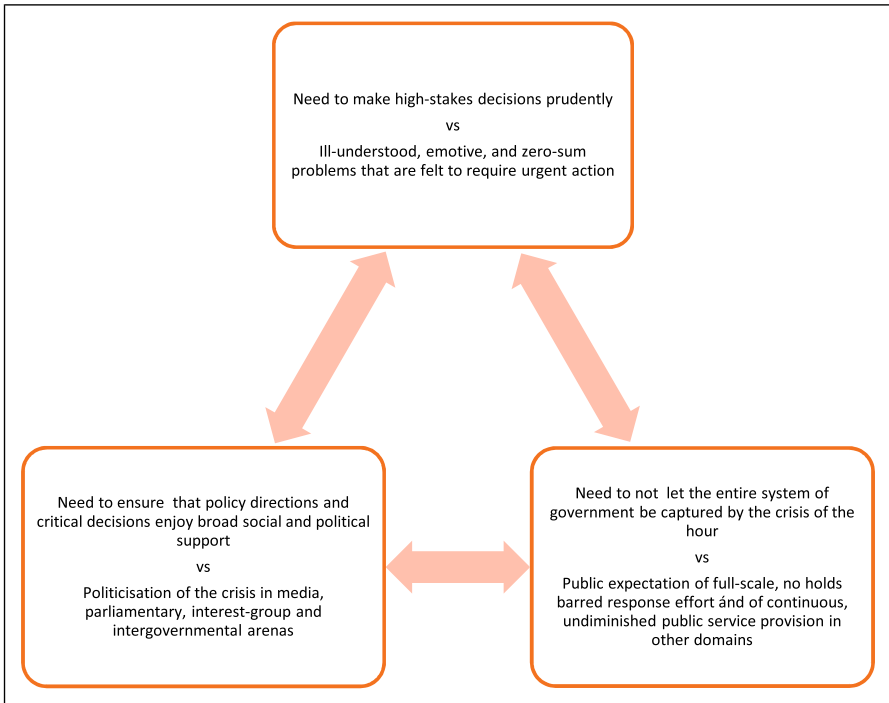 Need to make high-stakes decisions prudently
vs
Ill-understood, emotive, and zero-sum
problems that are felt to require urgent action
Need to ensure that policy directions and
critical decisions enjoy broad social and political
support
vs
Politicisation of the crisis in media,
parliamentary, interest-group and
intergovernmental arenas
Need to not let the entire system of
government be captured by the crisis of the
hour
vs
Public expectation of full-scale, no holds
barred response effort ánd of continuous,
undiminished public service provision in
other domains